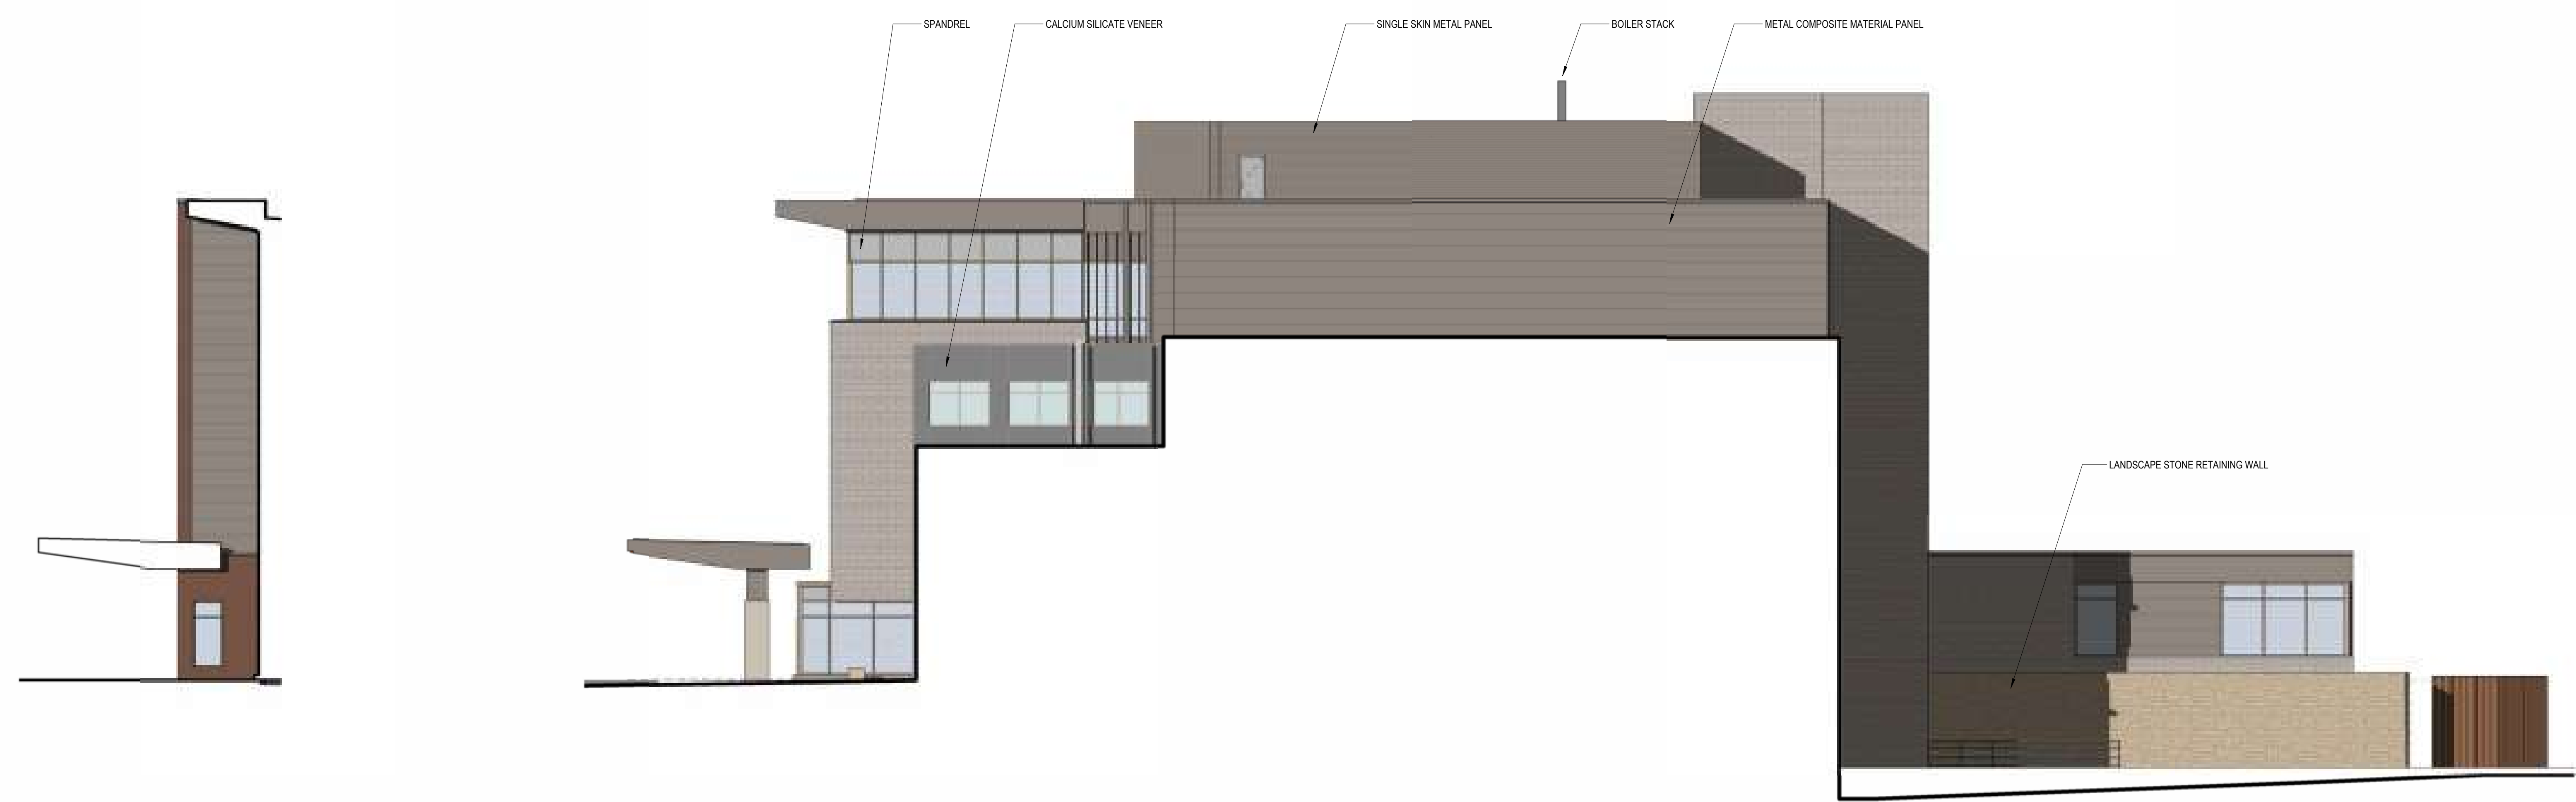 SPANDREL
CALCIUM SILICATE VENEER
SINGLE SKIN METAL PANEL
BOILER STACK
METAL COMPOSITE MATERIAL PANEL
LANDSCAPE STONE RETAINING WALL